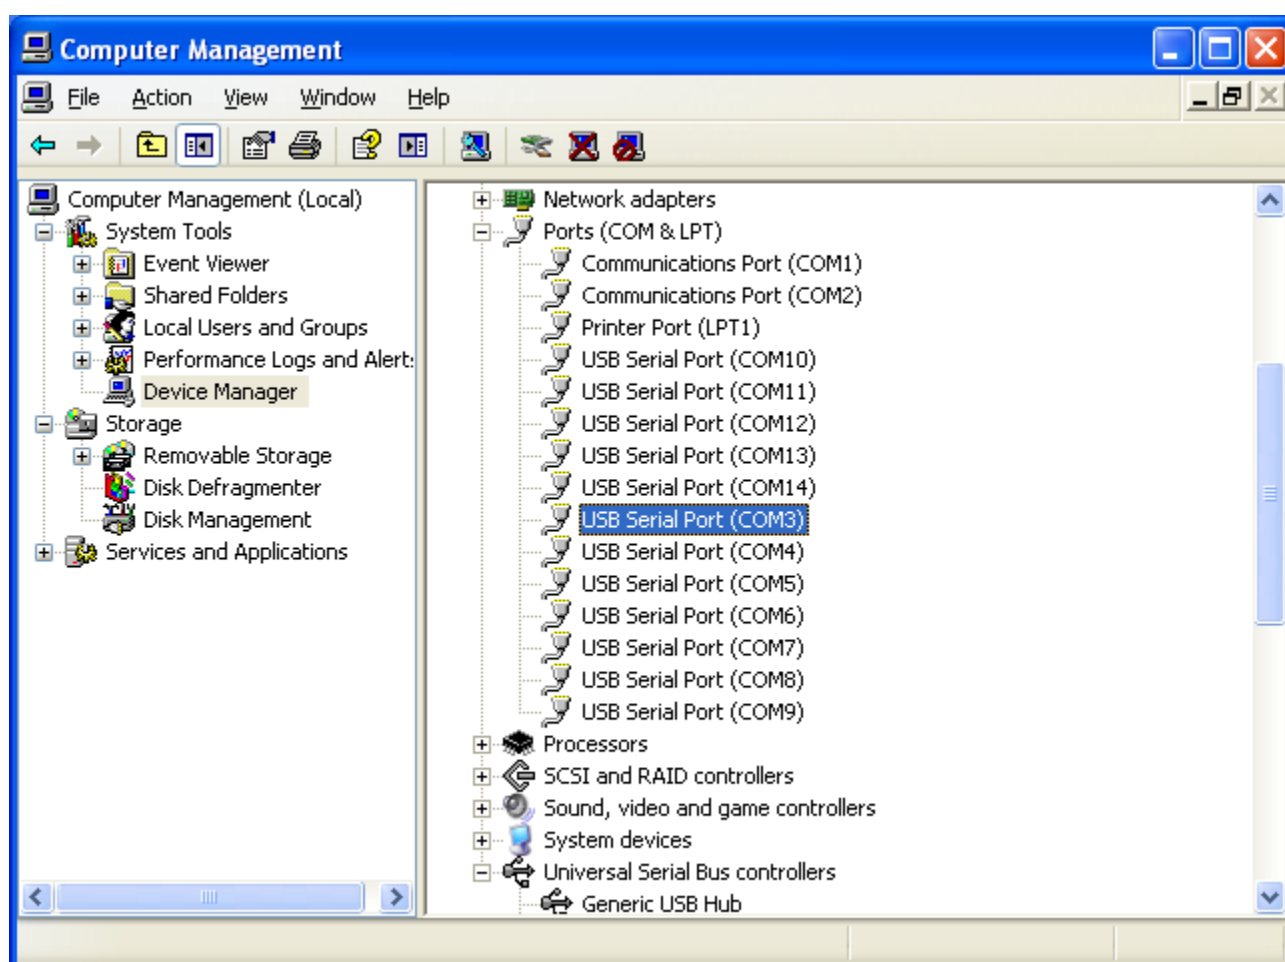 Computer Management
File Action View Window Help
Computer Management (Local)
System Tools
Event Viewer
Shared Folders
Local Users and Groups
Performance Logs and Alert:
Device Manager
Storage
Removable Storage
Disk Defragmenter
Disk Management
Services and Applications
Network adapters
Ports (COM & LPT)
Communications Port (COM1)
Communications Port (COM2)
Printer Port (LPT1)
USB Serial Port (COM10)
USB Serial Port (COM11)
USB Serial Port (COM12)
USB Serial Port (COM13)
USB Serial Port (COM14)
USB Serial Port (COM3)
USB Serial Port (COM4)
USB Serial Port (COM5)
USB Serial Port (COM6)
USB Serial Port (COM7)
USB Serial Port (COM8)
USB Serial Port (COM9)
Processors
SCSI and RAID controllers
Sound, video and game controllers
System devices
Universal Serial Bus controllers
Generic USB Hub